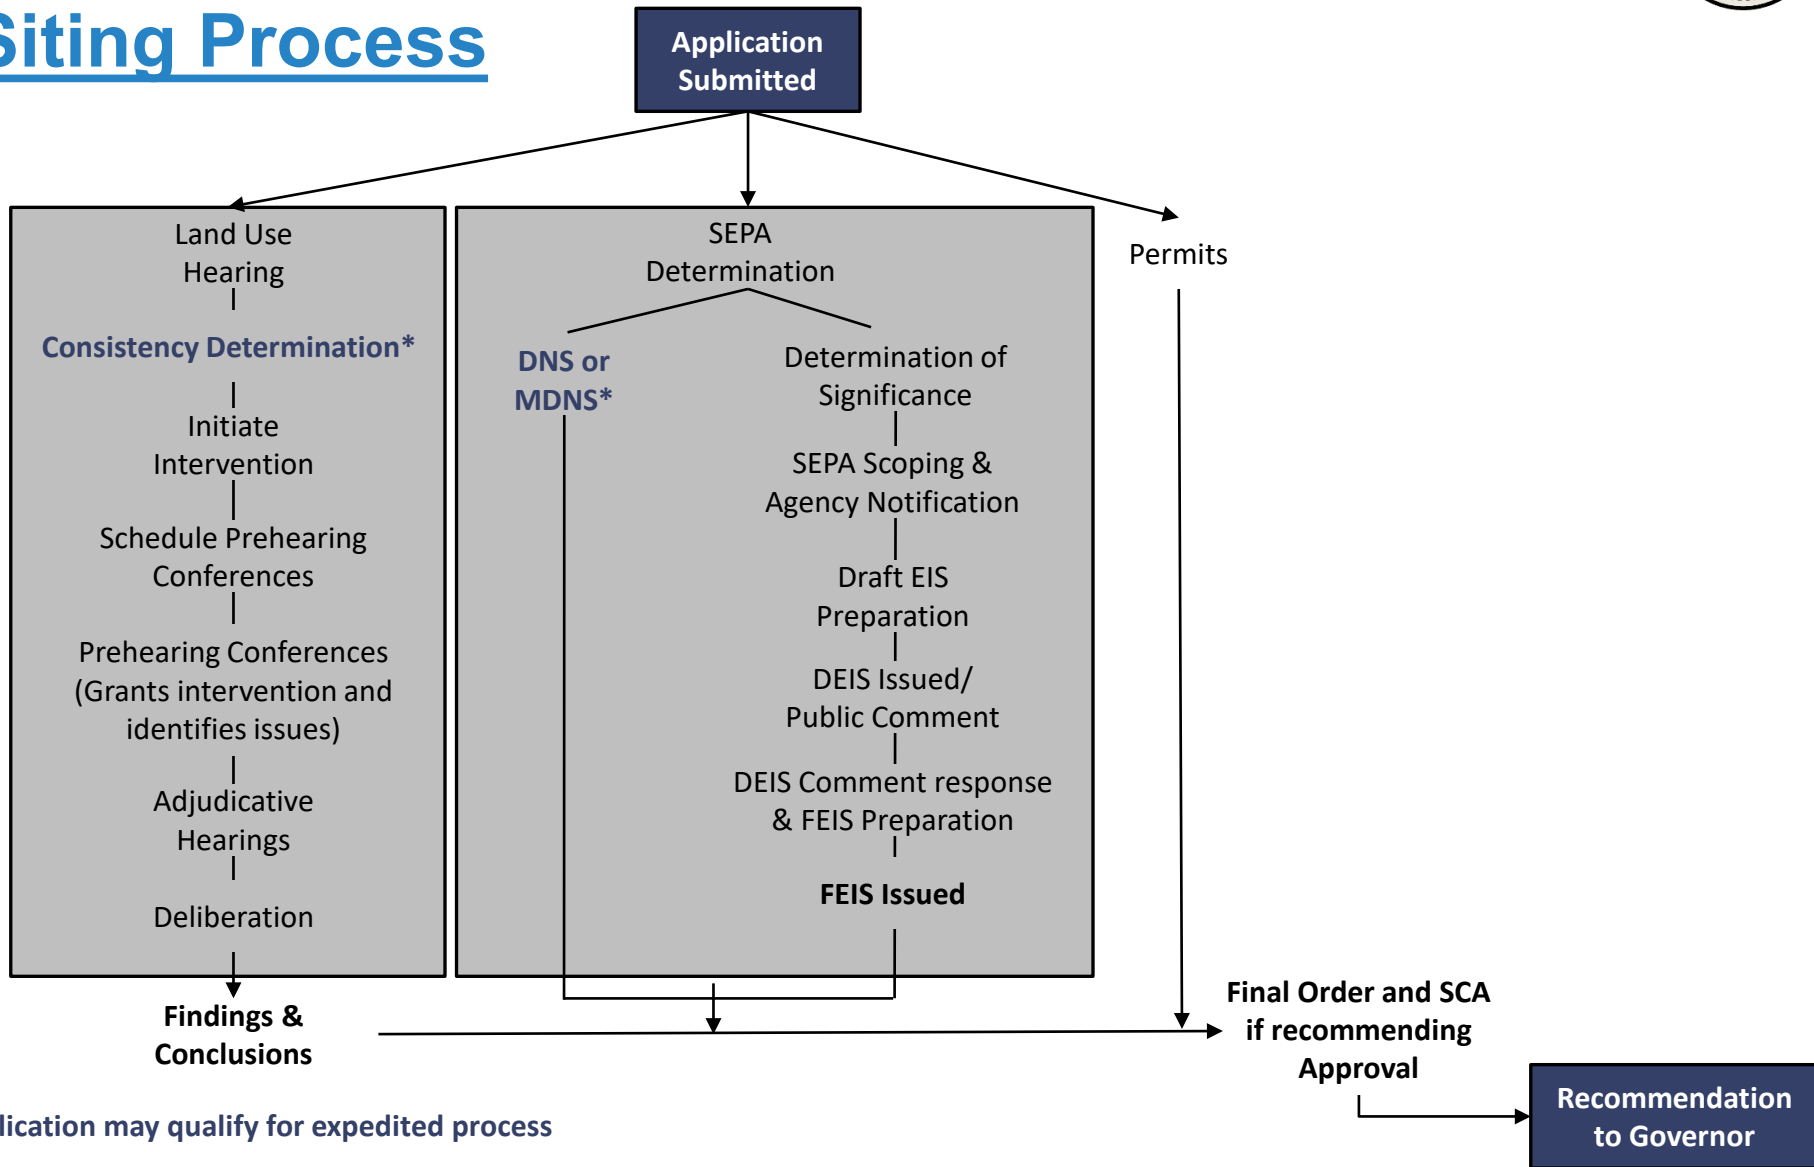 Siting Process
Application
Submitted
Land Use
Hearing
Consistency Determination*
Initiate
Intervention
Schedule Prehearing
Conferences
Prehearing Conferences
(Grants intervention and
identifies issues)
Adjudicative
Hearings
Deliberation
Findings &
Conclusions
SEPA
Determination
DNS or
MDNS*
Determination of
Significance
SEPA Scoping &
Agency Notification
Draft EIS
Preparation
DEIS Issued/
Public Comment
DEIS Comment response
& FEIS Preparation
FEIS Issued
Permits
Final Order and SCA
if recommending
Approval
Recommendation
to Governor
lication may qualify for expedited process